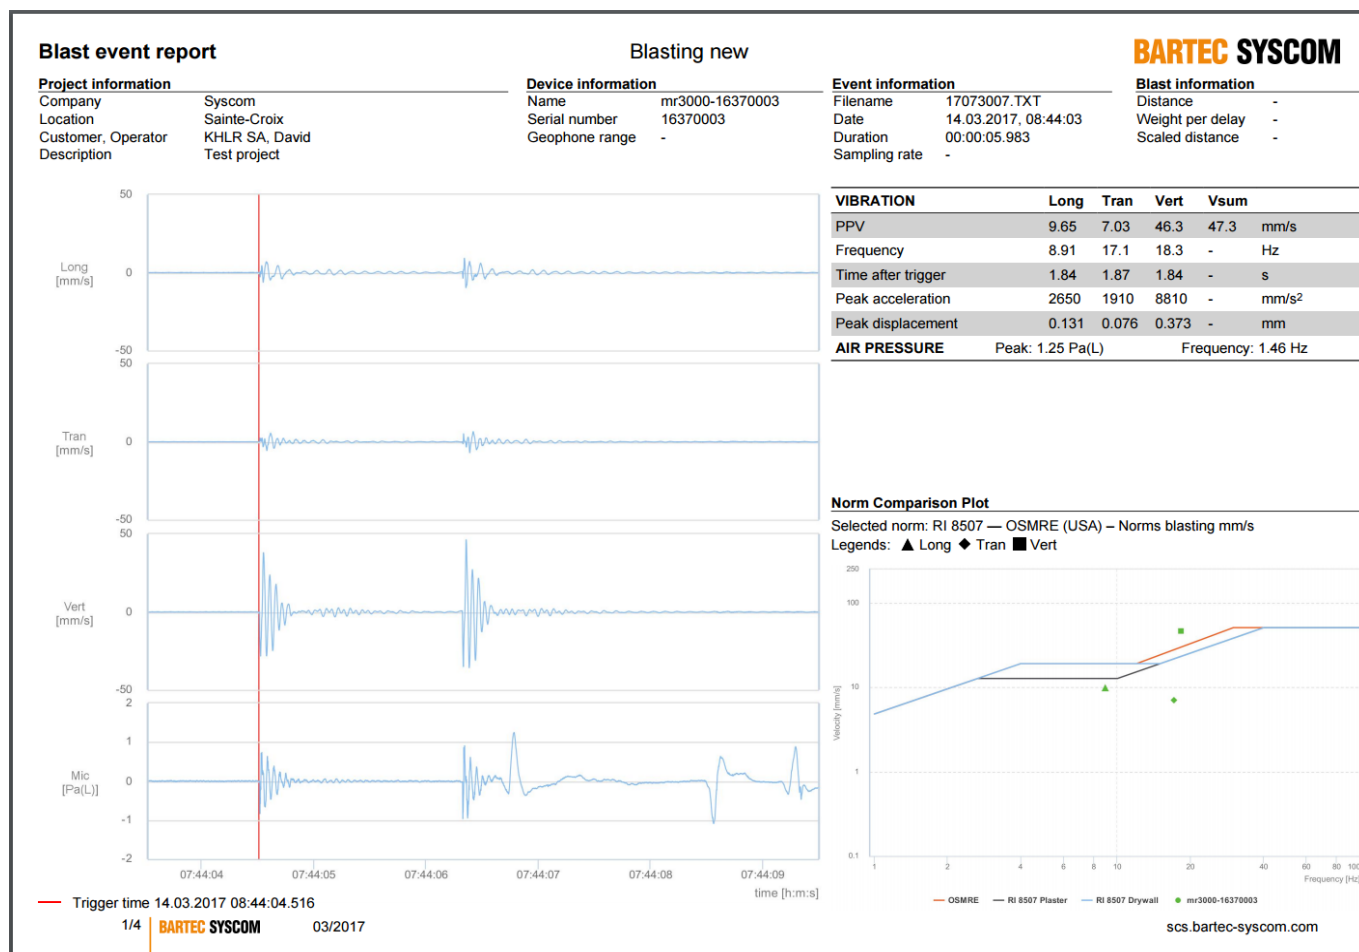 Blast event report
Blasting new
BARTEC SYSCOM
Project information
Company Syscom
Location Sainte-Croix
Customer, Operator KHLR SA, David
Description Test project
Device information
Name mr3000-16370003
Serial number 16370003
Geophone range -
Event information
Filename 17073007.TXT
Date 14.03.2017, 08:44:03
Duration 00:00:05.983
Sampling rate -
Blast information
Distance -
Weight per delay -
Scaled distance -
50
Long
[mm/s]
0
-50
50
Tran
[mm/s]
0
-50
50
Vert
[mm/s]
0
-50
2
1
Mic
[Pa(L)]
0
-1
-2
07:44:04 07:44:05 07:44:06 07:44:07 07:44:08 07:44:09
time [h:m:s]
Trigger time 14.03.2017 08:44:04.516
VIBRATION Long Tran Vert Vsum
PPV 9.65 7.03 46.3 47.3 mm/s
Frequency 8.91 17.1 18.3 - Hz
Time after trigger 1.84 1.87 1.84 - s
Peak acceleration 2650 1910 8810 - mm/s²
Peak displacement 0.131 0.076 0.373 - mm
AIR PRESSURE Peak: 1.25 Pa(L) Frequency: 1.46 Hz
Norm Comparison Plot
Selected norm: RI 8507 — OSMRE (USA) – Norms blasting mm/s
Legends: ▲ Long ◆ Tran ■ Vert
250
100
10
1
0.1
Velocity [mm/s]
1 2 4 6 8 10 20 40 60 80 100
Frequency [Hz]
OSMRE RI 8507 Plaster RI 8507 Drywall mr3000-16370003
1/4 BARTEC SYSCOM 03/2017
scs.bartec-syscom.com